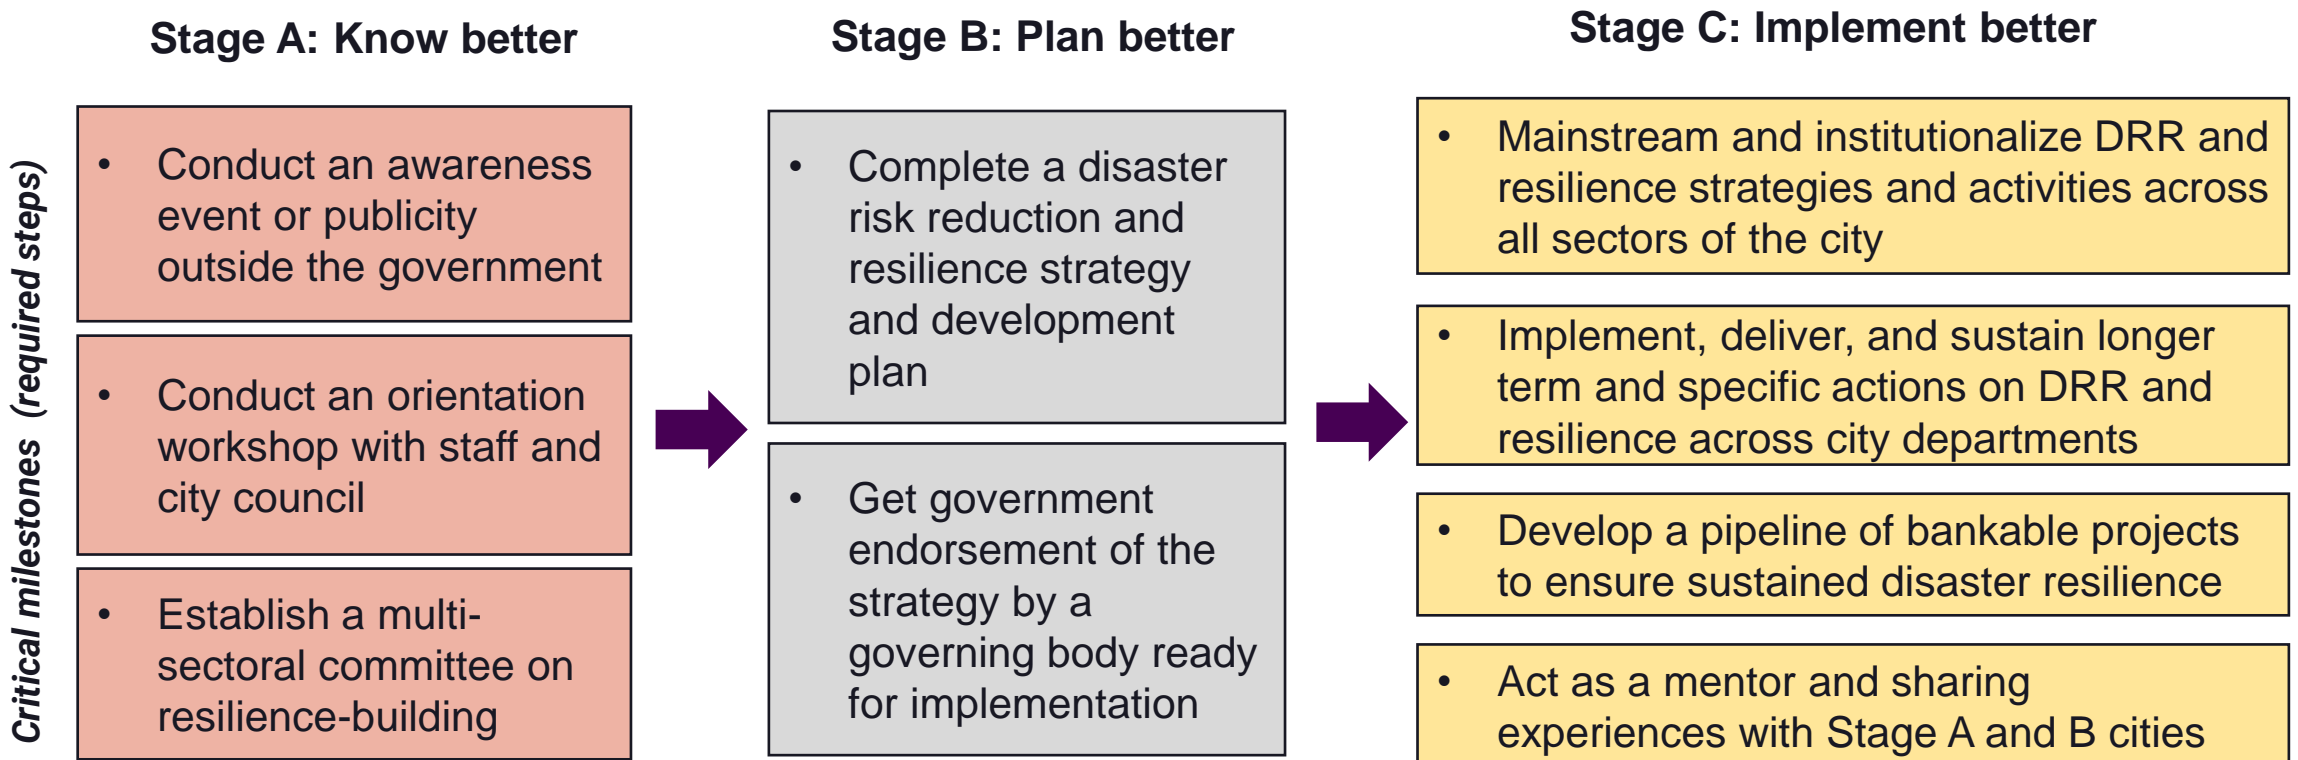 Stage A: Know better
Stage B: Plan better
Stage C: Implement better
Critical milestones (required steps)
• Conduct an awareness
event or publicity
outside the government
• Conduct an orientation
workshop with staff and
city council
• Establish a multi-
sectoral committee on
resilience-building
• Complete a disaster
risk reduction and
resilience strategy
and development
plan
• Get government
endorsement of the
strategy by a
governing body ready
for implementation
• Mainstream and institutionalize DRR and
resilience strategies and activities across
all sectors of the city
• Implement, deliver, and sustain longer
term and specific actions on DRR and
resilience across city departments
• Develop a pipeline of bankable projects
to ensure sustained disaster resilience
• Act as a mentor and sharing
experiences with Stage A and B cities